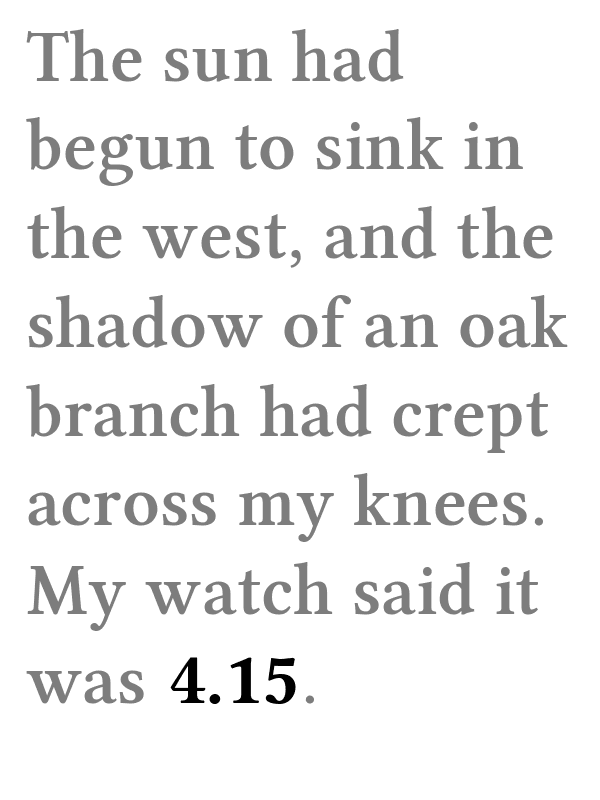 The sun had
begun to sink in
the west, and the
shadow of an oak
branch had crept
across my knees.
My watch said it
was 4.15.